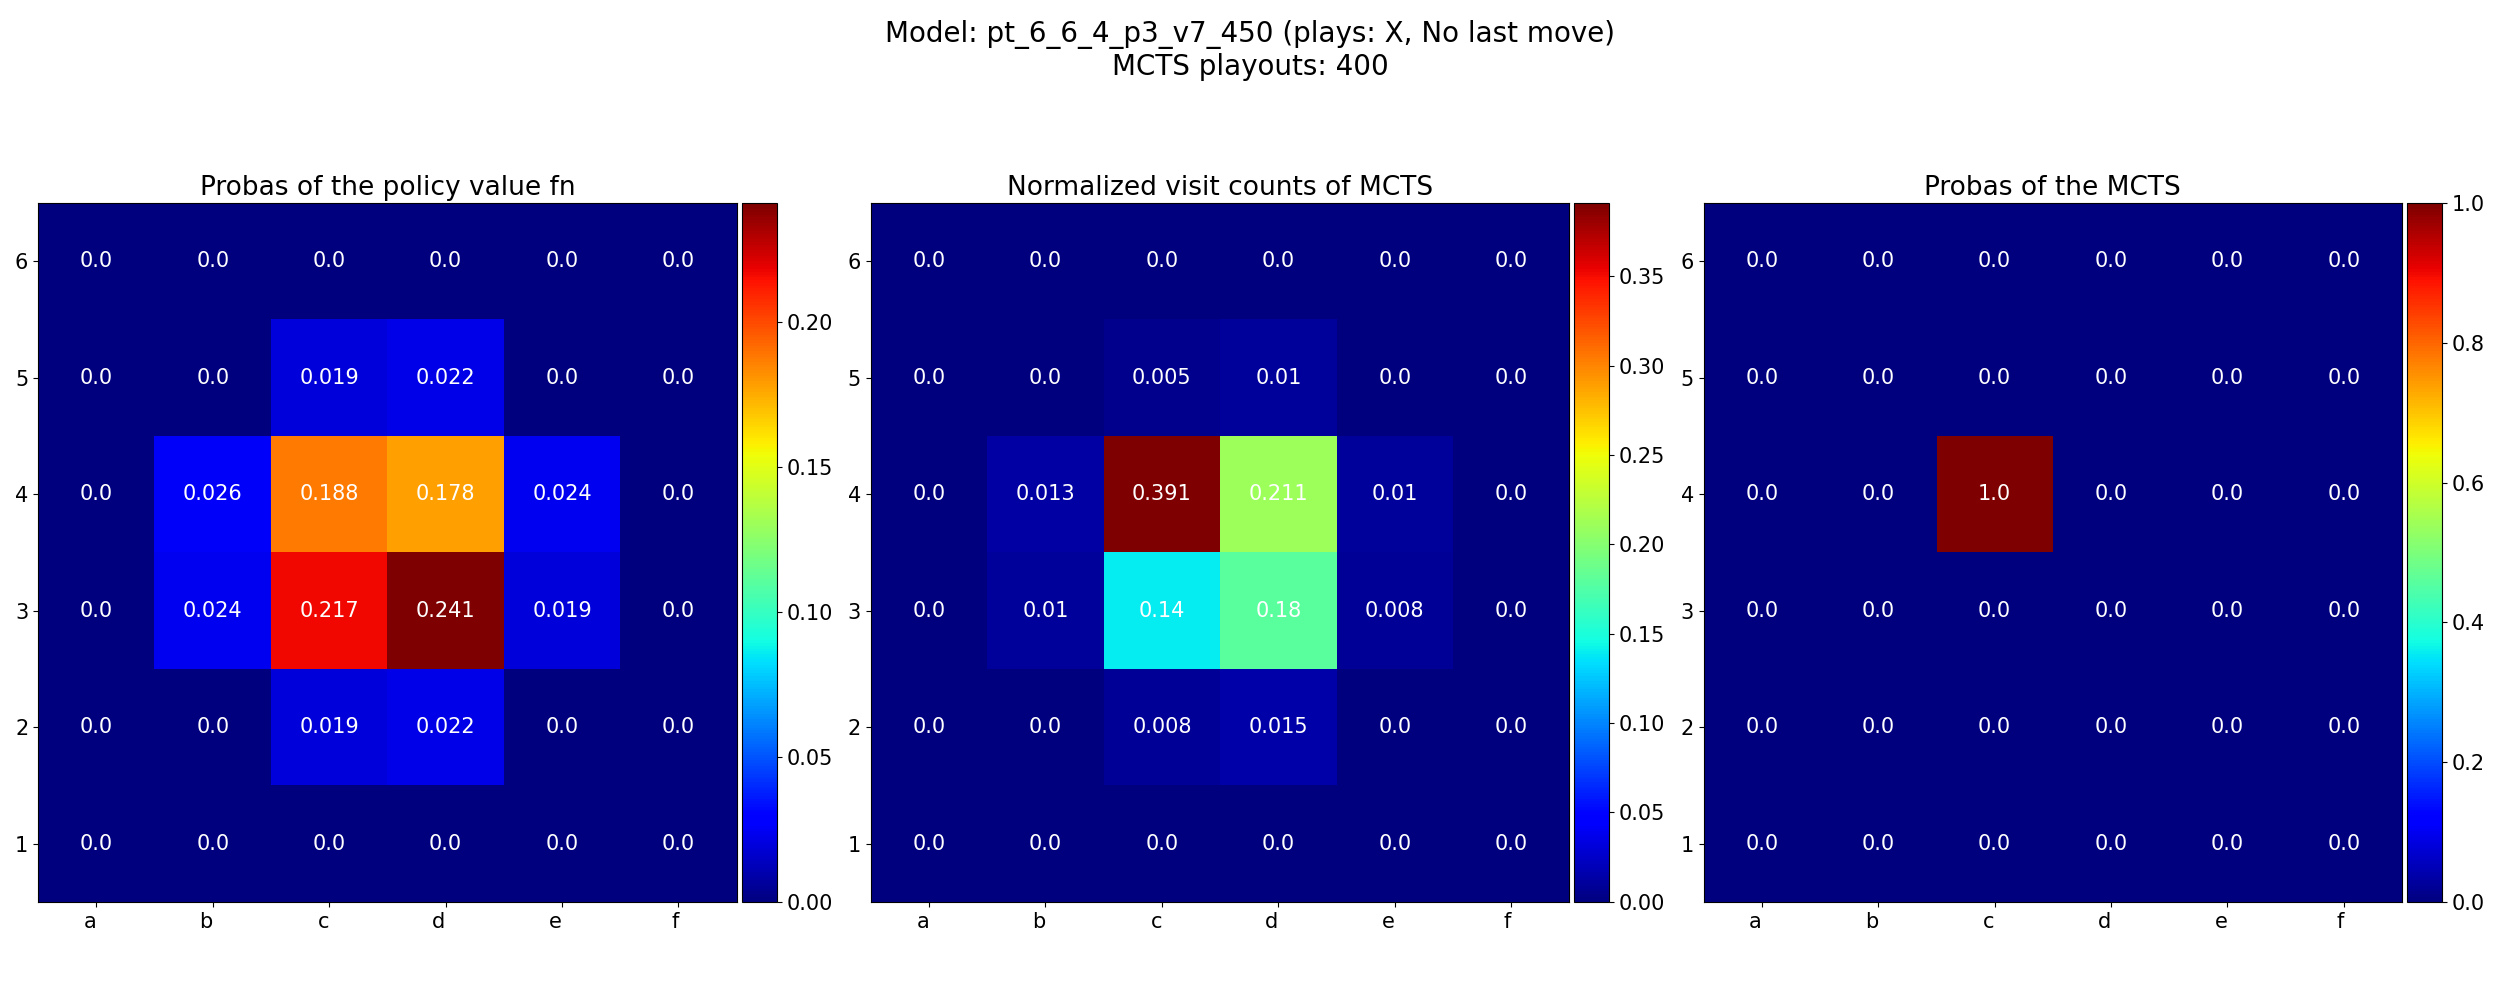 Model: pt_6_6_4_p3_v7_450 (plays: X, No last move)
MCTS playouts: 400
Probas of the policy value fn
6 0.0 0.0 0.0 0.0 0.0 0.0
5 0.0 0.0 0.019 0.022 0.0 0.0
4 0.0 0.026 0.188 0.178 0.024 0.0
3 0.0 0.024 0.217 0.241 0.019 0.0
2 0.0 0.0 0.019 0.022 0.0 0.0
1 0.0 0.0 0.0 0.0 0.0 0.0
a b c d e f
0.20
0.15
0.10
0.05
0.00
Normalized visit counts of MCTS
6 0.0 0.0 0.0 0.0 0.0 0.0
5 0.0 0.0 0.005 0.01 0.0 0.0
4 0.0 0.013 0.391 0.211 0.01 0.0
3 0.0 0.01 0.14 0.18 0.008 0.0
2 0.0 0.0 0.008 0.015 0.0 0.0
1 0.0 0.0 0.0 0.0 0.0 0.0
a b c d e f
0.35
0.30
0.25
0.20
0.15
0.10
0.05
0.00
Probas of the MCTS
6 0.0 0.0 0.0 0.0 0.0 0.0
5 0.0 0.0 0.0 0.0 0.0 0.0
4 0.0 0.0 1.0 0.0 0.0 0.0
3 0.0 0.0 0.0 0.0 0.0 0.0
2 0.0 0.0 0.0 0.0 0.0 0.0
1 0.0 0.0 0.0 0.0 0.0 0.0
a b c d e f
1.0
0.8
0.6
0.4
0.2
0.0